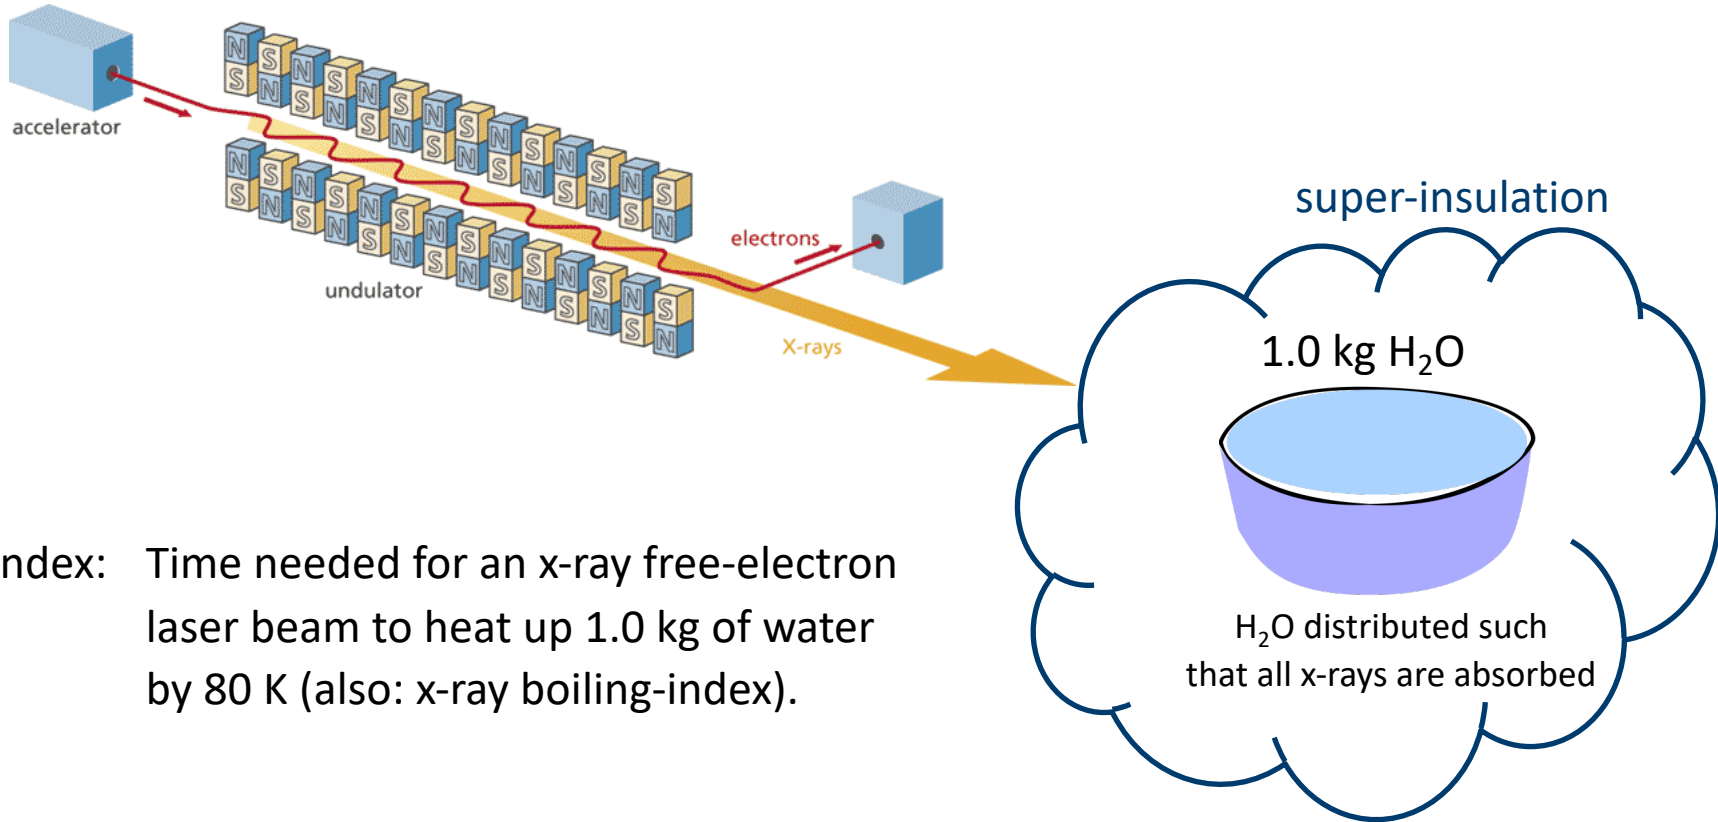 accelerator
N S N S N S N S N S N S N S
S N S N S N S N S N S N S N
N S N S N S N S N S N S N S
S N S N S N S N S N S N S N
undulator
electrons
X-rays
super-insulation
1.0 kg H₂O
H₂O distributed such
that all x-rays are absorbed
ndex: Time needed for an x-ray free-electron
laser beam to heat up 1.0 kg of water
by 80 K (also: x-ray boiling-index).